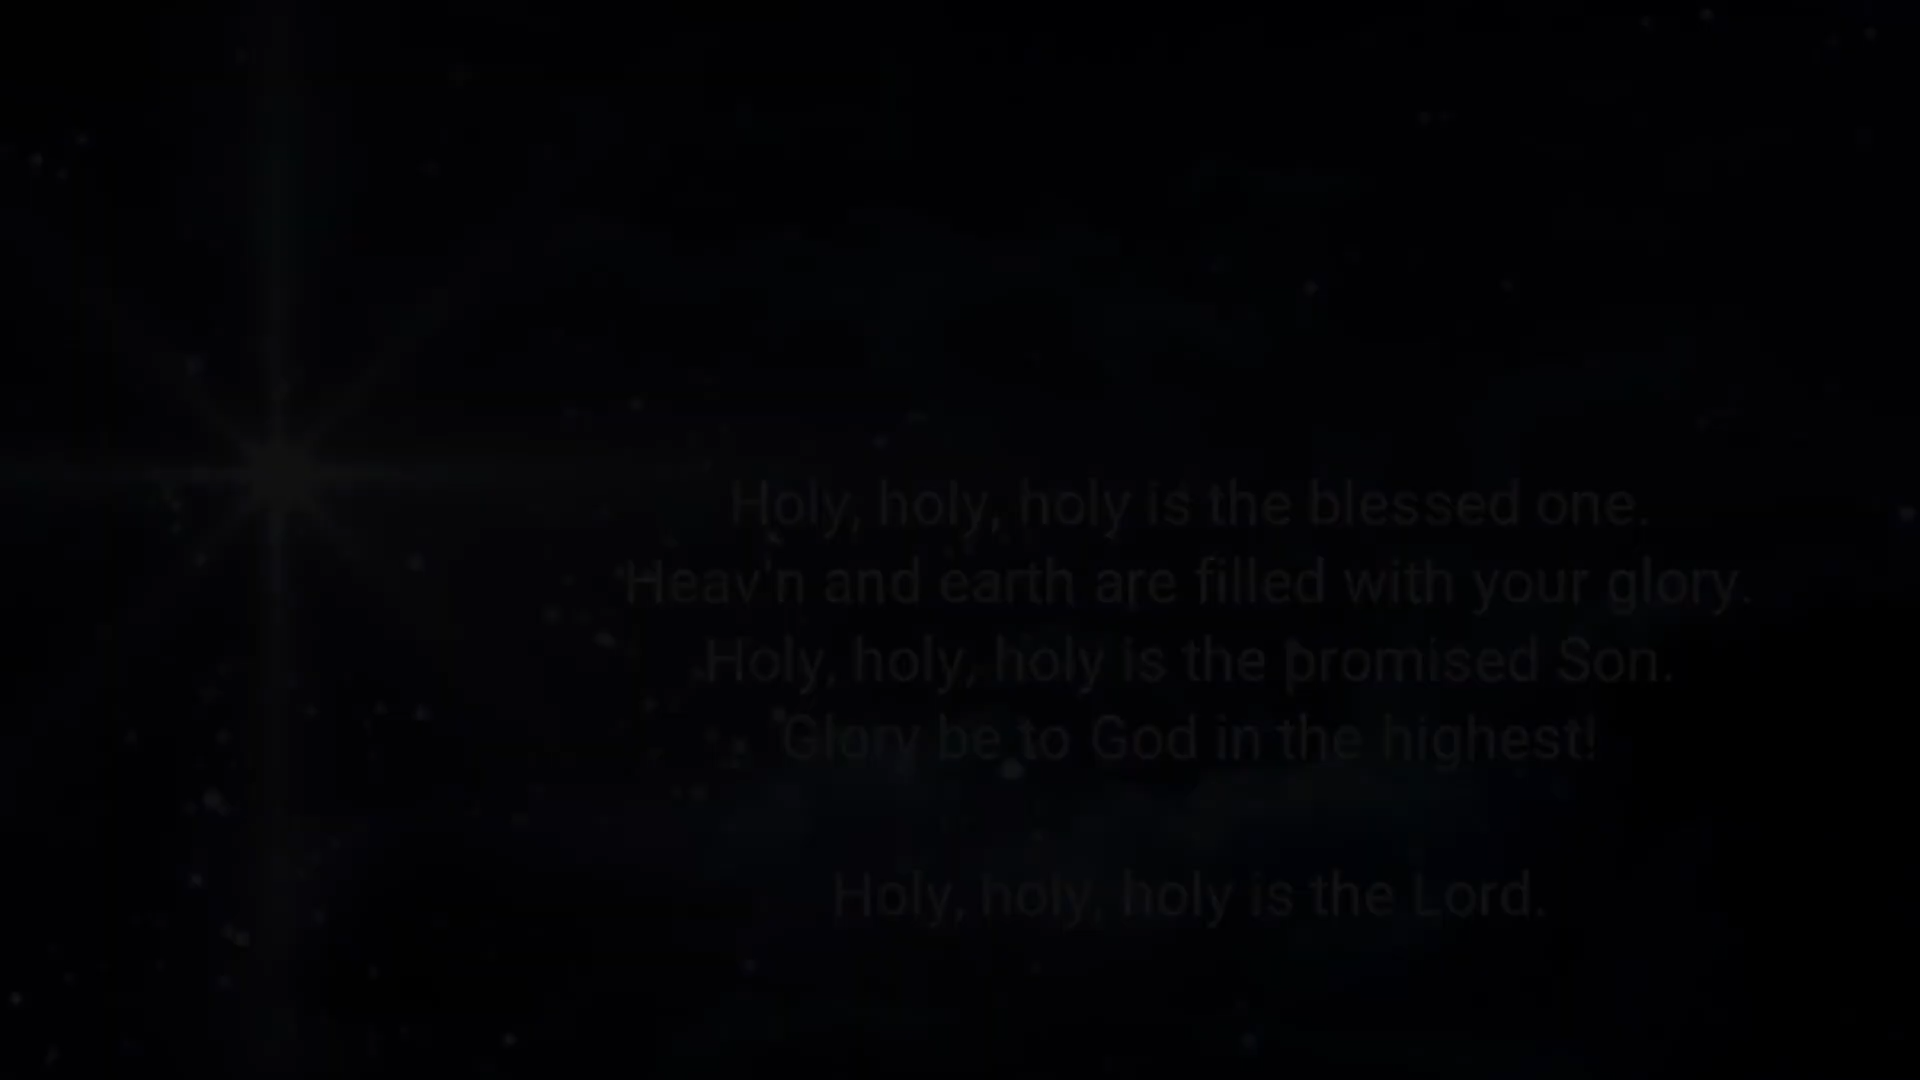 Holy, holy, holy is the blessed one.
Heav'n and earth are filled with your glory.
Holy, holy, holy is the promised Son.
Glory be to God in the highest!
Holy, holy, holy is the Lord.